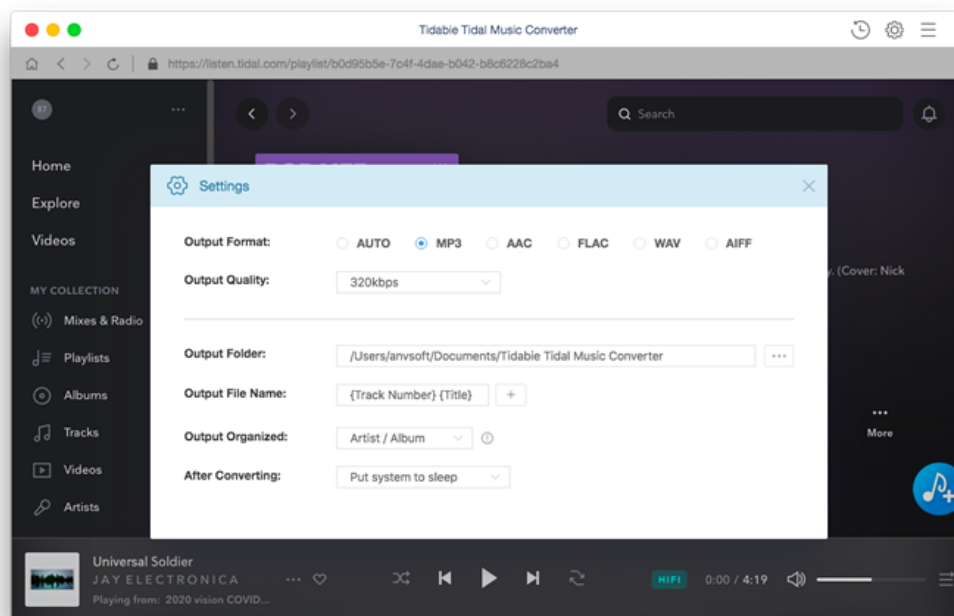 Tidabie Tidal Music Converter
https://listen.tidal.com/playlist/b0d95b5e-7c4f-4dae-b042-b8c6228c2ba4
87
Search
Home
Explore
Videos
MY COLLECTION
Mixes & Radio
Playlists
Albums
Tracks
Videos
Artists
Settings
Output Format: AUTO MP3 AAC FLAC WAV AIFF
Output Quality: 320kbps
Output Folder: /Users/anvsoft/Documents/Tidabie Tidal Music Converter ...
Output File Name: {Track Number} {Title} +
Output Organized: Artist / Album
After Converting: Put system to sleep
y. (Cover: Nick
More
Universal Soldier
JAY ELECTRONICA
Playing from: 2020 vision COVID...
HIFI 0:00 / 4:19